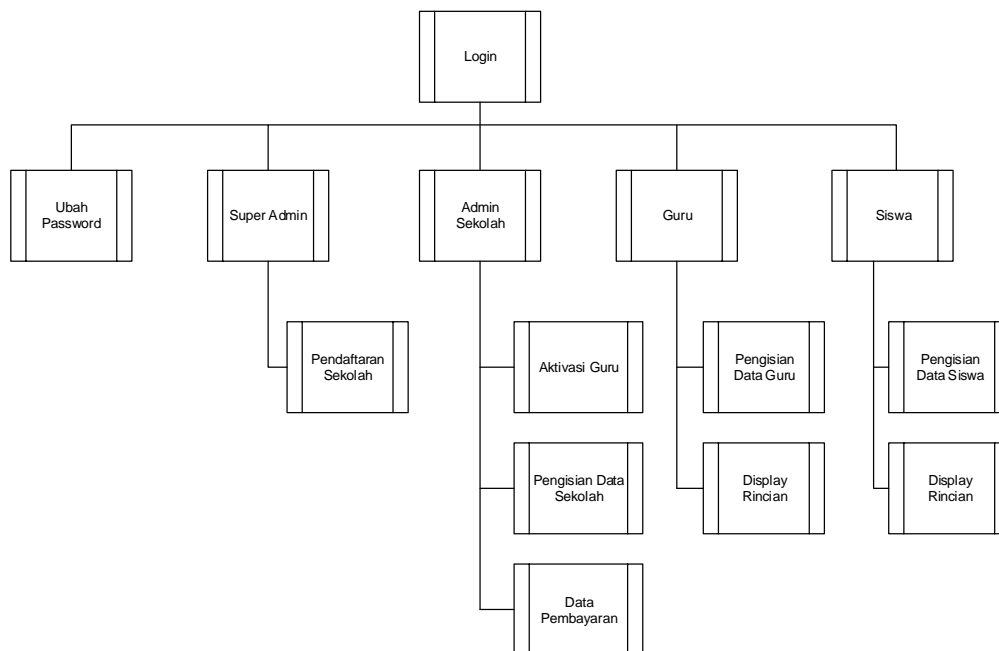 Login
Ubah
Password
Super Admin
Admin
Sekolah
Guru
Siswa
Pendaftaran
Sekolah
Aktivasi Guru
Pengisian
Data Guru
Pengisian
Data Siswa
Pengisian Data
Sekolah
Display
Rincian
Display
Rincian
Data
Pembayaran